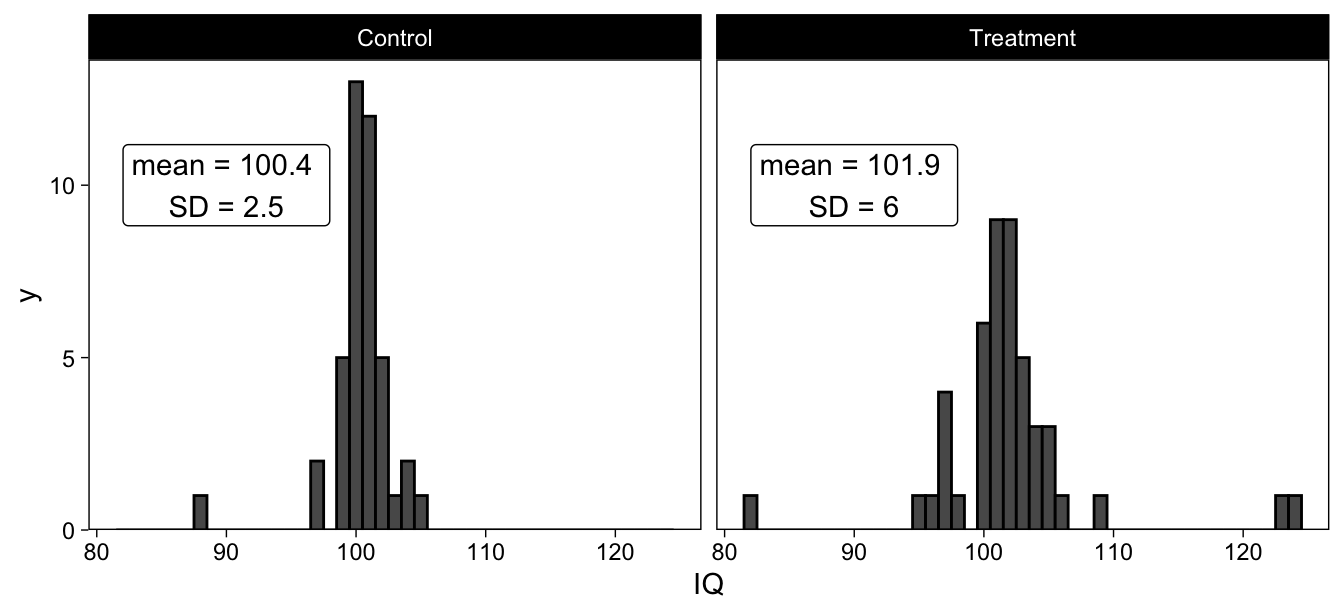 Control
Treatment
mean = 100.4
SD = 2.5
mean = 101.9
SD = 6
y
10
5
0
80 90 100 110 120
80 90 100 110 120
IQ